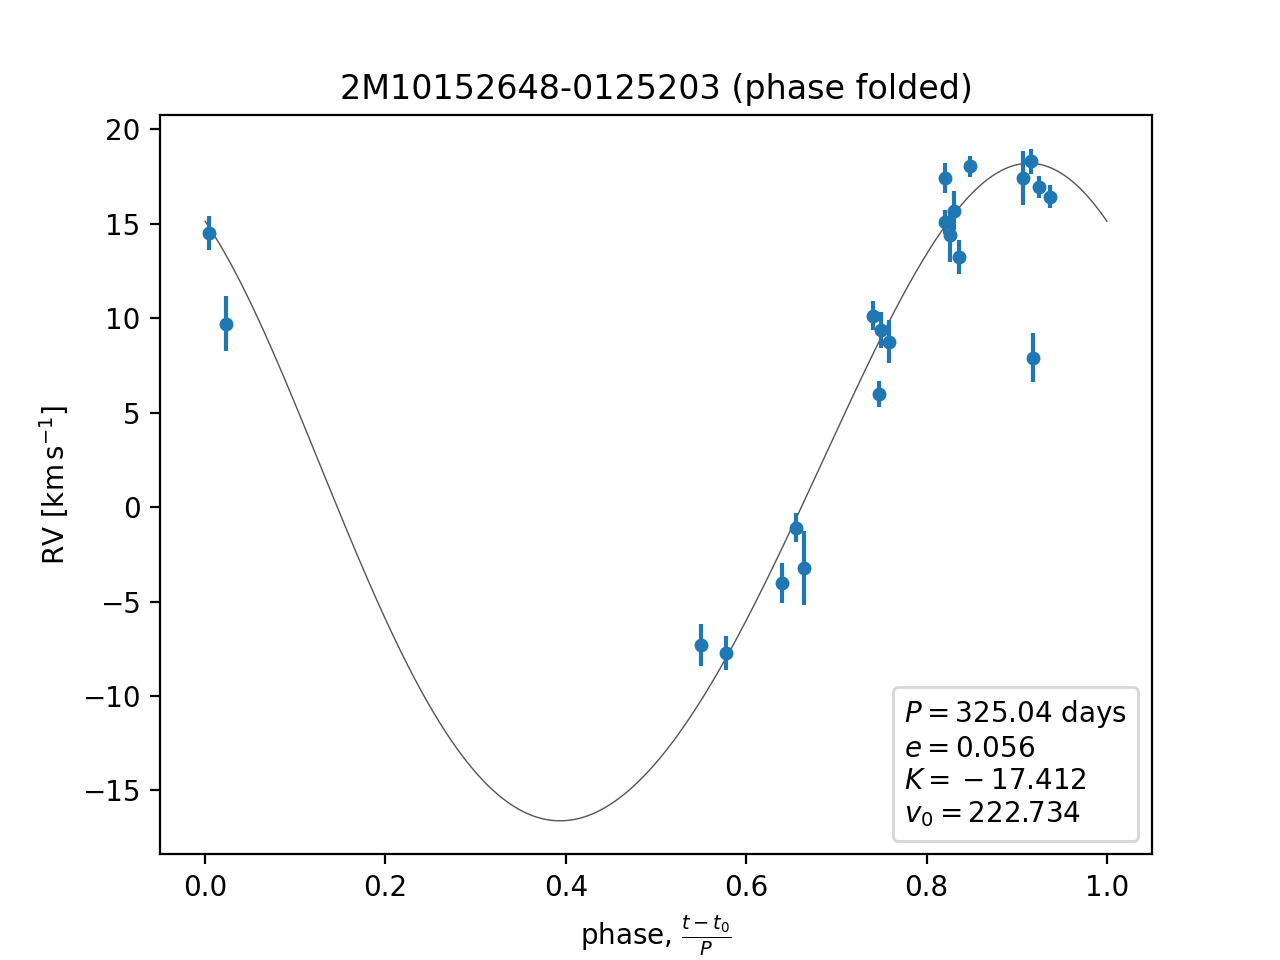 2M10152648-0125203 (phase folded)
20
15
10
5
0
−5
−10
−15
RV [km s⁻¹]
P = 325.04 days
e = 0.056
K = −17.412
v₀ = 222.734
0.0 0.2 0.4 0.6 0.8 1.0
phase, (t − t₀)/P